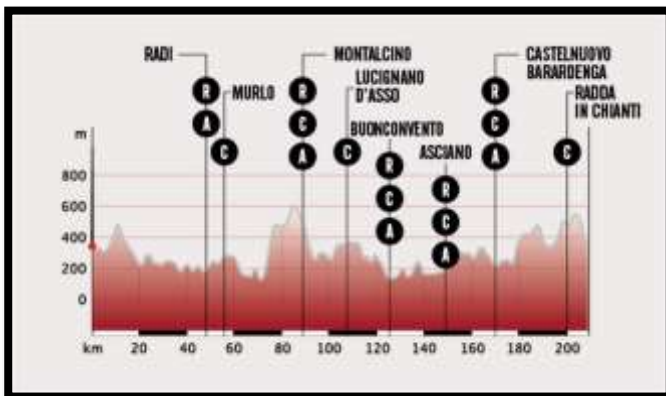 RADI
R
A
MURLO
C
MONTALCINO
R
C
A
LUCIGNANO
D'ASSO
C
BUONCONVENTO
R
C
A
ASCIANO
R
C
A
CASTELNUOVO
BARARDENGA
R
C
A
RADDA
IN CHIANTI
C
m
800
600
400
200
0
km 20 40 60 80 100 120 140 160 180 200